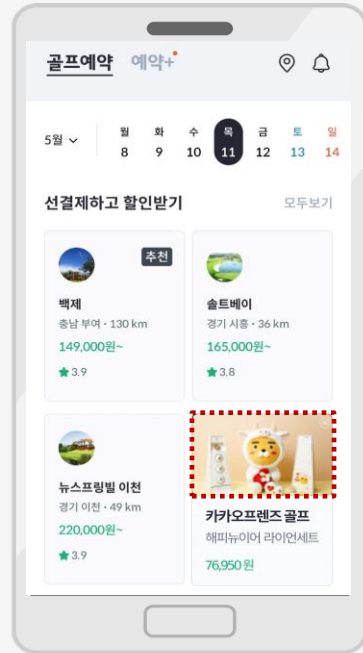 골프예약 예약+
5월 월 화 수 목 금 토 일
8 9 10 11 12 13 14
선결제하고 할인받기 모두보기
추천
백제
충남 부여 · 130 km
149,000원~
★ 3.9
솔트베이
경기 시흥 · 36 km
165,000원~
★ 3.8
뉴스프링빌 이천
경기 이천 · 49 km
220,000원~
★ 3.9
카카오프렌즈 골프
해피뉴이어 라이언세트
76,950 원